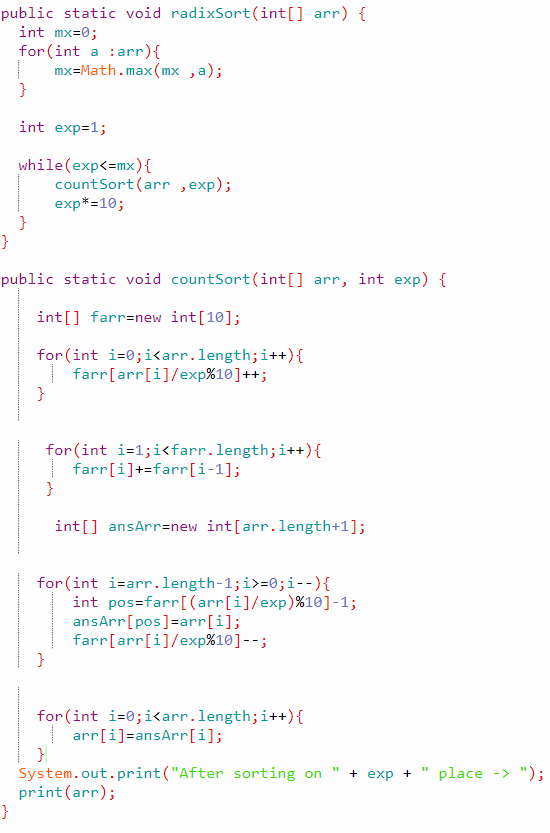 public static void radixSort(int[] arr) {
int mx=0;
for(int a :arr){
mx=Math.max(mx ,a);
}
int exp=1;
while(exp<=mx){
countSort(arr ,exp);
exp*=10;
}
}
public static void countSort(int[] arr, int exp) {
int[] farr=new int[10];
for(int i=0;i<arr.length;i++){
farr[arr[i]/exp%10]++;
}
for(int i=1;i<farr.length;i++){
farr[i]+=farr[i-1];
}
int[] ansArr=new int[arr.length+1];
for(int i=arr.length-1;i>=0;i--){
int pos=farr[(arr[i]/exp)%10]-1;
ansArr[pos]=arr[i];
farr[arr[i]/exp%10]--;
}
for(int i=0;i<arr.length;i++){
arr[i]=ansArr[i];
}
System.out.print("After sorting on " + exp + " place -> ");
print(arr);
}